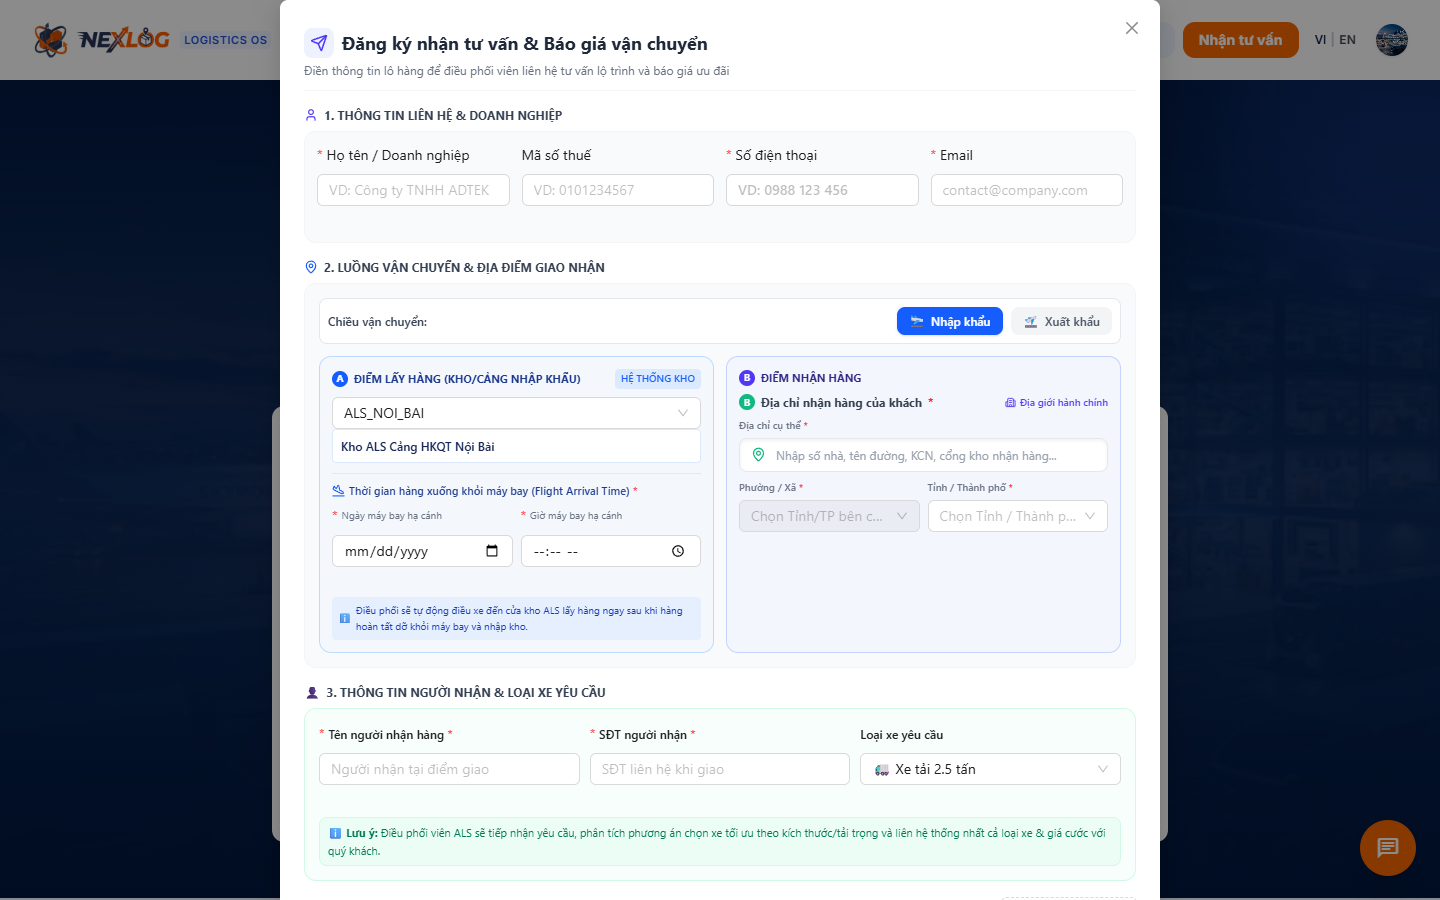 NEXLOG
LOGISTICS OS
Nhận tư vấn
VI | EN
Đăng ký nhận tư vấn & Báo giá vận chuyển
Điền thông tin lô hàng để điều phối viên liên hệ tư vấn lộ trình và báo giá ưu đãi
1. THÔNG TIN LIÊN HỆ & DOANH NGHIỆP
* Họ tên / Doanh nghiệp
Mã số thuế
* Số điện thoại
* Email
VD: Công ty TNHH ADTEK
VD: 0101234567
VD: 0988 123 456
contact@company.com
2. LUỒNG VẬN CHUYỂN & ĐỊA ĐIỂM GIAO NHẬN
Chiều vận chuyển:
Nhập khẩu
Xuất khẩu
A ĐIỂM LẤY HÀNG (KHO/CẢNG NHẬP KHẨU)
HỆ THỐNG KHO
ALS_NOI_BAI
Kho ALS Cảng HKQT Nội Bài
Thời gian hàng xuống khỏi máy bay (Flight Arrival Time) *
* Ngày máy bay hạ cánh
* Giờ máy bay hạ cánh
mm/dd/yyyy
--:-- --
Điều phối sẽ tự động điều xe đến cửa kho ALS lấy hàng ngay sau khi hàng
hoàn tất dỡ khỏi máy bay và nhập kho.
B ĐIỂM NHẬN HÀNG
B Địa chỉ nhận hàng của khách *
Địa giới hành chính
Địa chỉ cụ thể *
Nhập số nhà, tên đường, KCN, cổng kho nhận hàng...
Phường / Xã *
Tỉnh / Thành phố *
Chọn Tỉnh/TP bên c...
Chọn Tỉnh / Thành p...
3. THÔNG TIN NGƯỜI NHẬN & LOẠI XE YÊU CẦU
* Tên người nhận hàng *
* SĐT người nhận *
Loại xe yêu cầu
Người nhận tại điểm giao
SĐT liên hệ khi giao
Xe tải 2.5 tấn
Lưu ý: Điều phối viên ALS sẽ tiếp nhận yêu cầu, phân tích phương án chọn xe tối ưu theo kích thước/tải trọng và liên hệ thống nhất cả loại xe & giá cước với
quý khách.